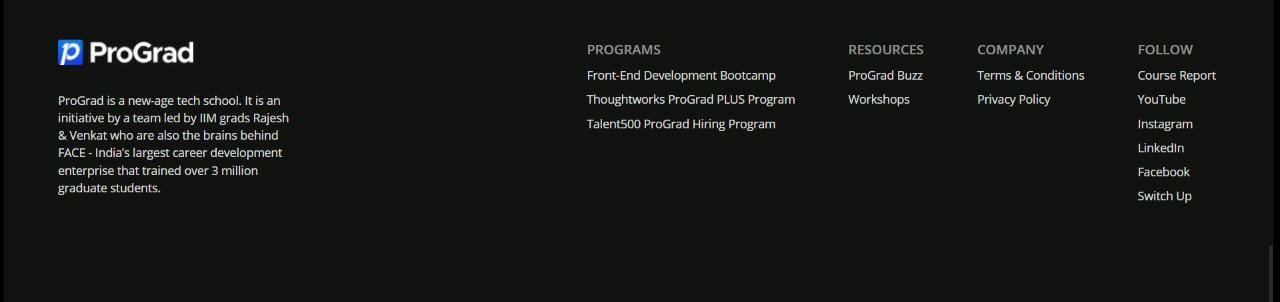 ProGrad
ProGrad is a new-age tech school. It is an
initiative by a team led by IIM grads Rajesh
& Venkat who are also the brains behind
FACE - India's largest career development
enterprise that trained over 3 million
graduate students.
PROGRAMS
Front-End Development Bootcamp
Thoughtworks ProGrad PLUS Program
Talent500 ProGrad Hiring Program
RESOURCES
ProGrad Buzz
Workshops
COMPANY
Terms & Conditions
Privacy Policy
FOLLOW
Course Report
YouTube
Instagram
LinkedIn
Facebook
Switch Up